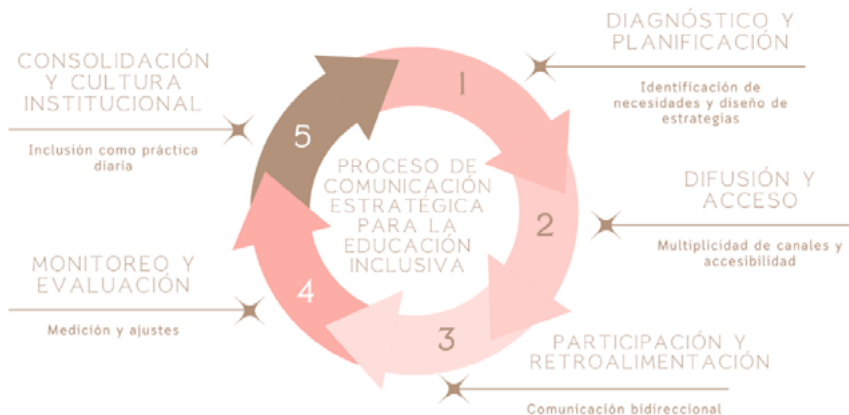 DIAGNÓSTICO Y
PLANIFICACIÓN
Identificación de
necesidades y diseño de
estrategias
DIFUSIÓN Y
ACCESO
Multiplicidad de canales y
accesibilidad
PARTICIPACIÓN Y
RETROALIMENTACIÓN
Comunicación bidireccional
MONITOREO Y
EVALUACIÓN
Medición y ajustes
CONSOLIDACIÓN
Y CULTURA
INSTITUCIONAL
Inclusión como práctica
diaria
1
2
3
4
5
PROCESO DE
COMUNICACIÓN
ESTRATÉGICA
PARA LA
EDUCACIÓN
INCLUSIVA